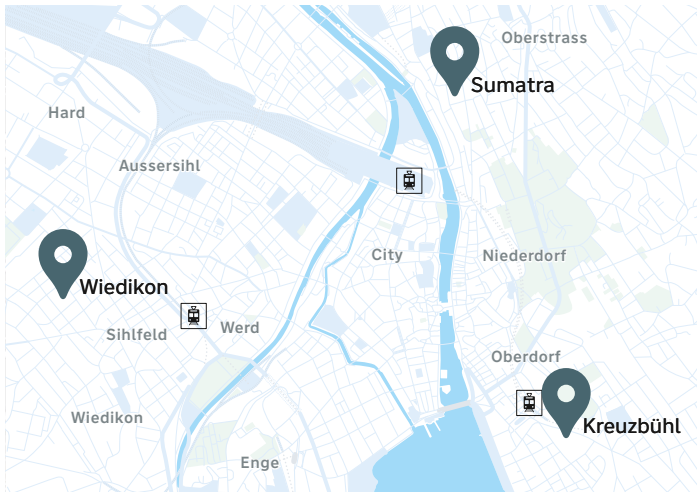 Oberstrass
Sumatra
Hard
Aussersihl
City
Niederdorf
Wiedikon
Sihlfeld
Werd
Oberdorf
Wiedikon
Kreuzbühl
Enge